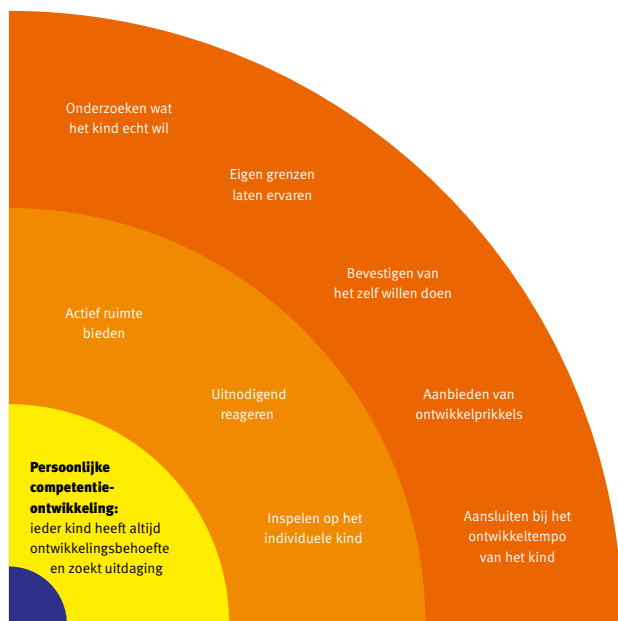 Onderzoeken wat
het kind echt wil
Eigen grenzen
laten ervaren
Bevestigen van
het zelf willen doen
Actief ruimte
bieden
Uitnodigend
reageren
Aanbieden van
ontwikkelprikkels
Persoonlijke
competentie-
ontwikkeling:
ieder kind heeft altijd
ontwikkelingsbehoefte
en zoekt uitdaging
Inspelen op het
individuele kind
Aansluiten bij het
ontwikkeltempo
van het kind